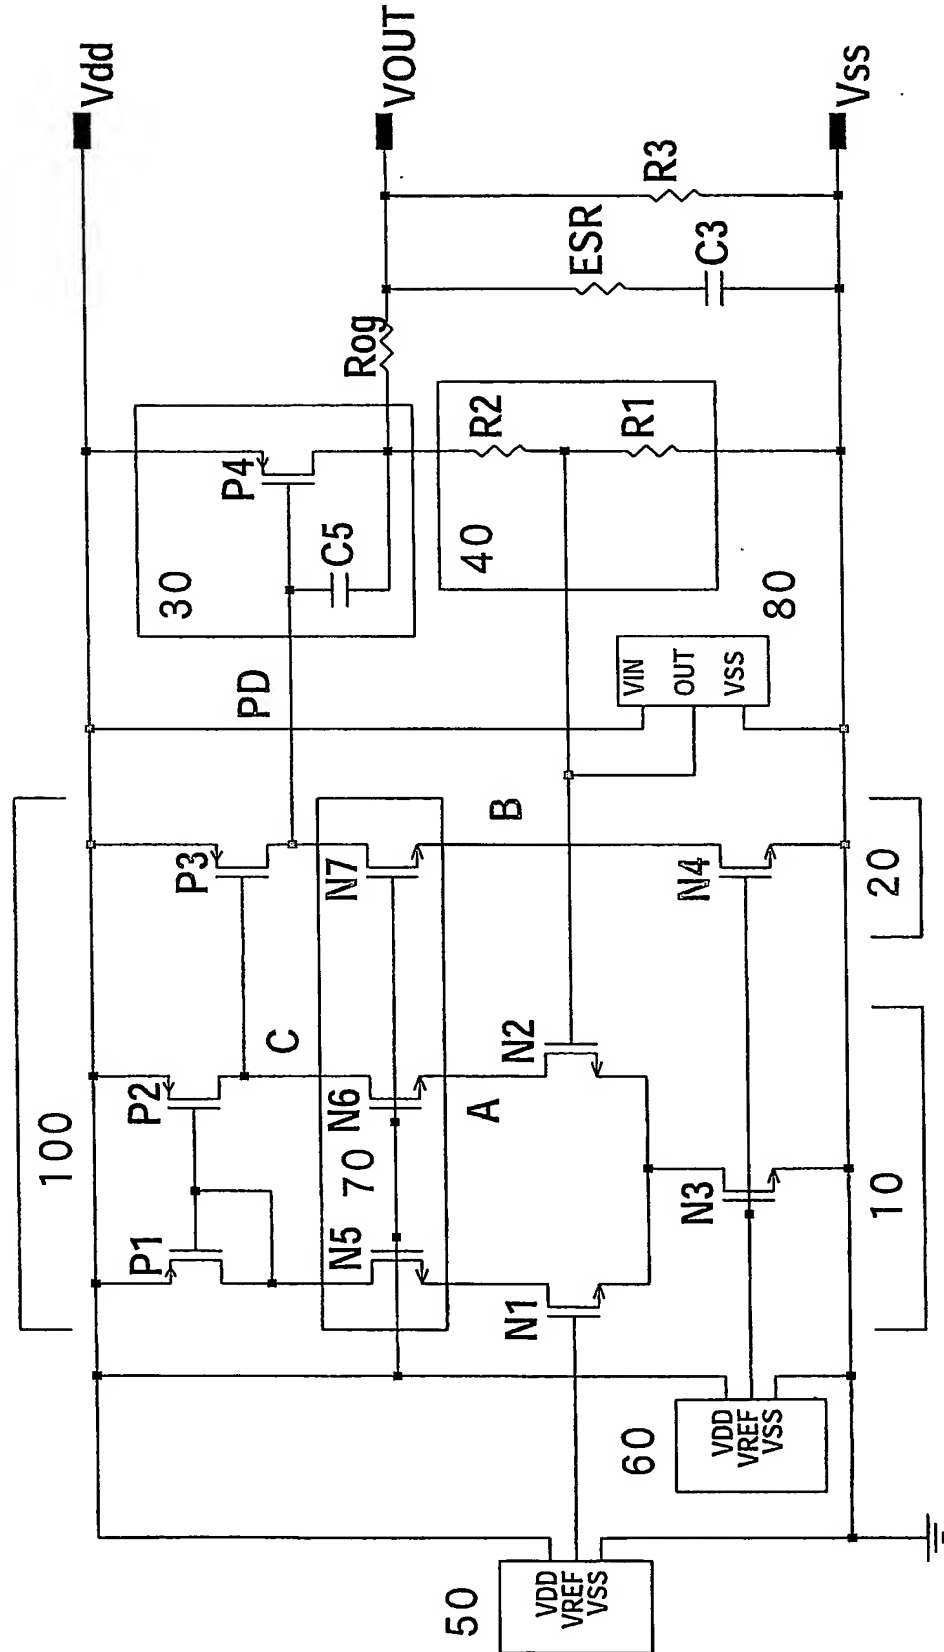 Vdd
VOUT
Vss
100
P1
P2
P3
P4
30
C5
Rog
ESR
C3
R3
R2
R1
40
PD
C
70
N5
N6
N7
A
B
N1
N2
N3
N4
VIN
OUT
VSS
80
10
20
50
VDD
VREF
VSS
60
VDD
VREF
VSS